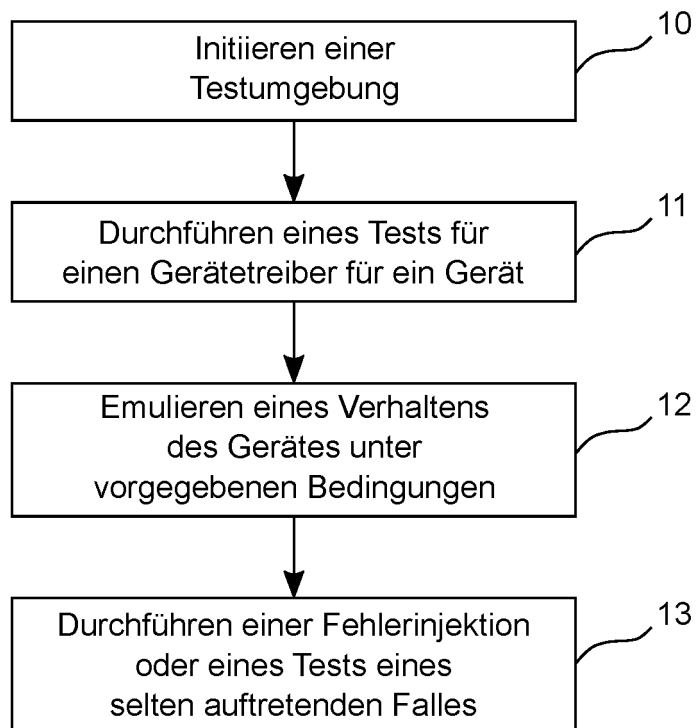 Initiieren einer
Testumgebung
10
Durchführen eines Tests für
einen Gerätetreiber für ein Gerät
11
Emulieren eines Verhaltens
des Gerätes unter
vorgegebenen Bedingungen
12
Durchführen einer Fehlerinjektion
oder eines Tests eines
selten auftretenden Falles
13